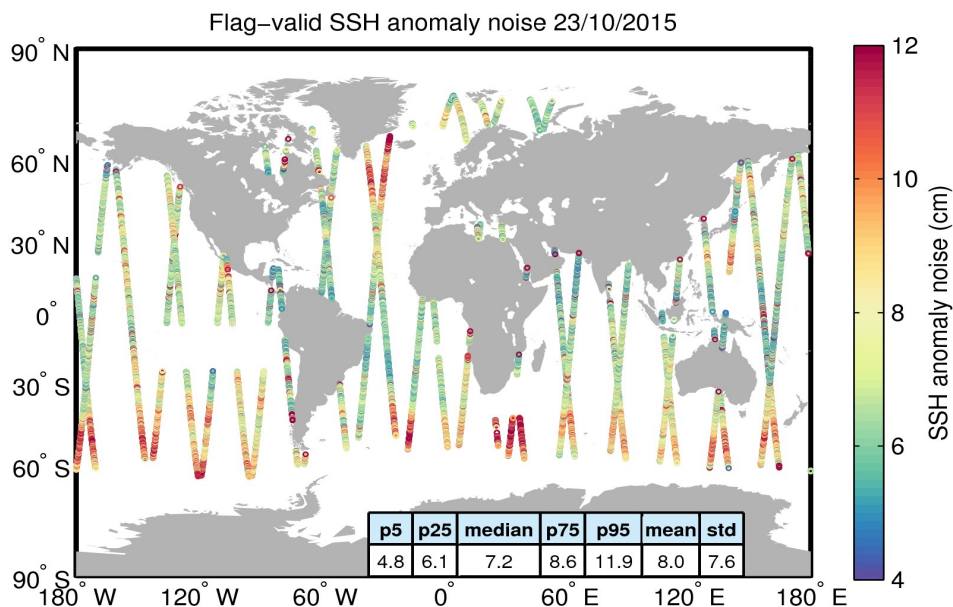 Flag−valid SSH anomaly noise 23/10/2015
90° N
60° N
30° N
0°
30° S
60° S
90° S
180° W 120° W 60° W 0° 60° E 120° E 180° E
p5 p25 median p75 p95 mean std
4.8 6.1 7.2 8.6 11.9 8.0 7.6
12
10
8
6
4
SSH anomaly noise (cm)